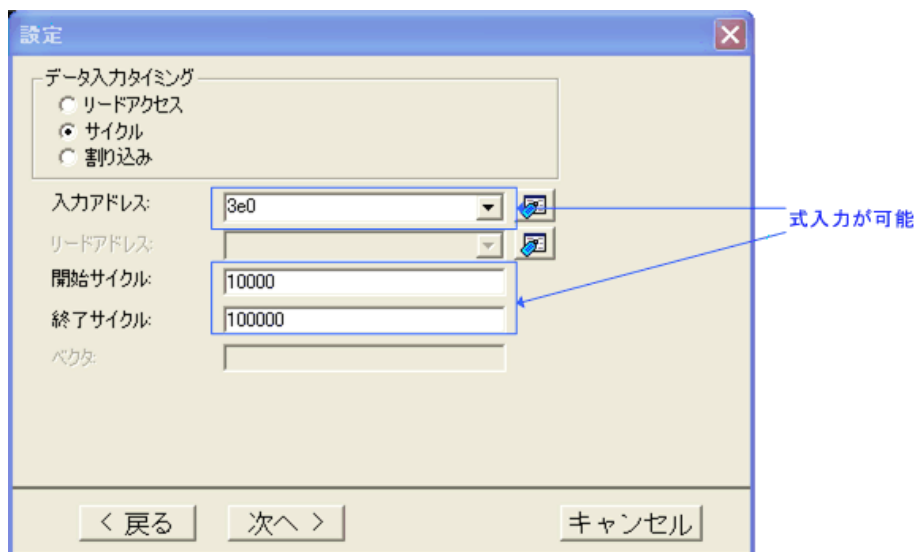 設定
データ入力タイミング
リードアクセス
サイクル
割り込み
入力アドレス:
3e0
式入力が可能
リードアドレス:
開始サイクル:
10000
終了サイクル:
100000
ベクタ:
< 戻る
次へ >
キャンセル